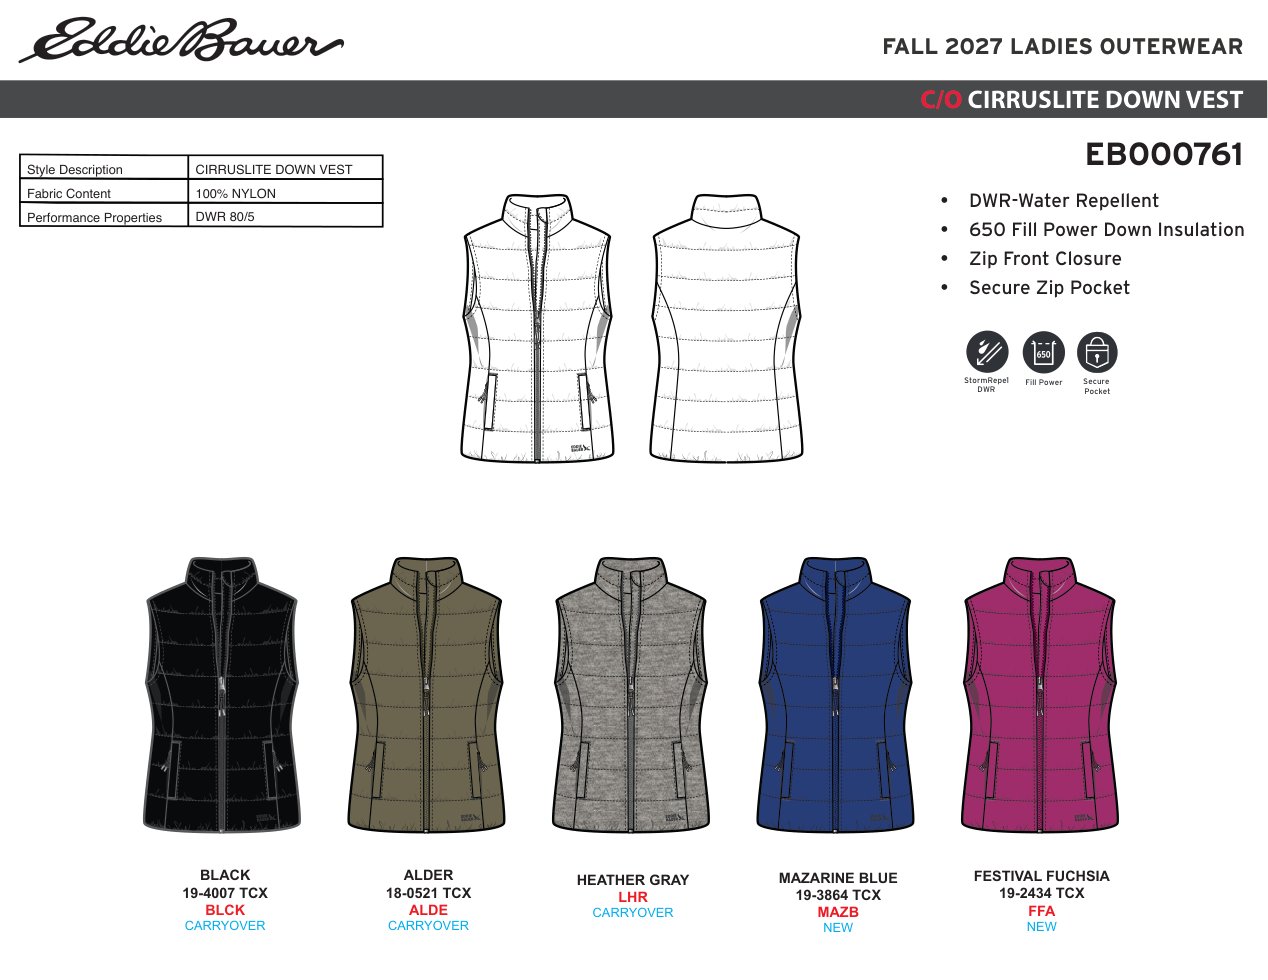 Eddie Bauer
FALL 2027 LADIES OUTERWEAR
C/O CIRRUSLITE DOWN VEST
EB000761
Style Description CIRRUSLITE DOWN VEST
Fabric Content 100% NYLON
Performance Properties DWR 80/5
• DWR-Water Repellent
• 650 Fill Power Down Insulation
• Zip Front Closure
• Secure Zip Pocket
650
StormRepel
DWR
Fill Power
Secure
Pocket
EDDIE
BAUER
BLACK
19-4007 TCX
BLCK
CARRYOVER
ALDER
18-0521 TCX
ALDE
CARRYOVER
HEATHER GRAY
LHR
CARRYOVER
MAZARINE BLUE
19-3864 TCX
MAZB
NEW
FESTIVAL FUCHSIA
19-2434 TCX
FFA
NEW